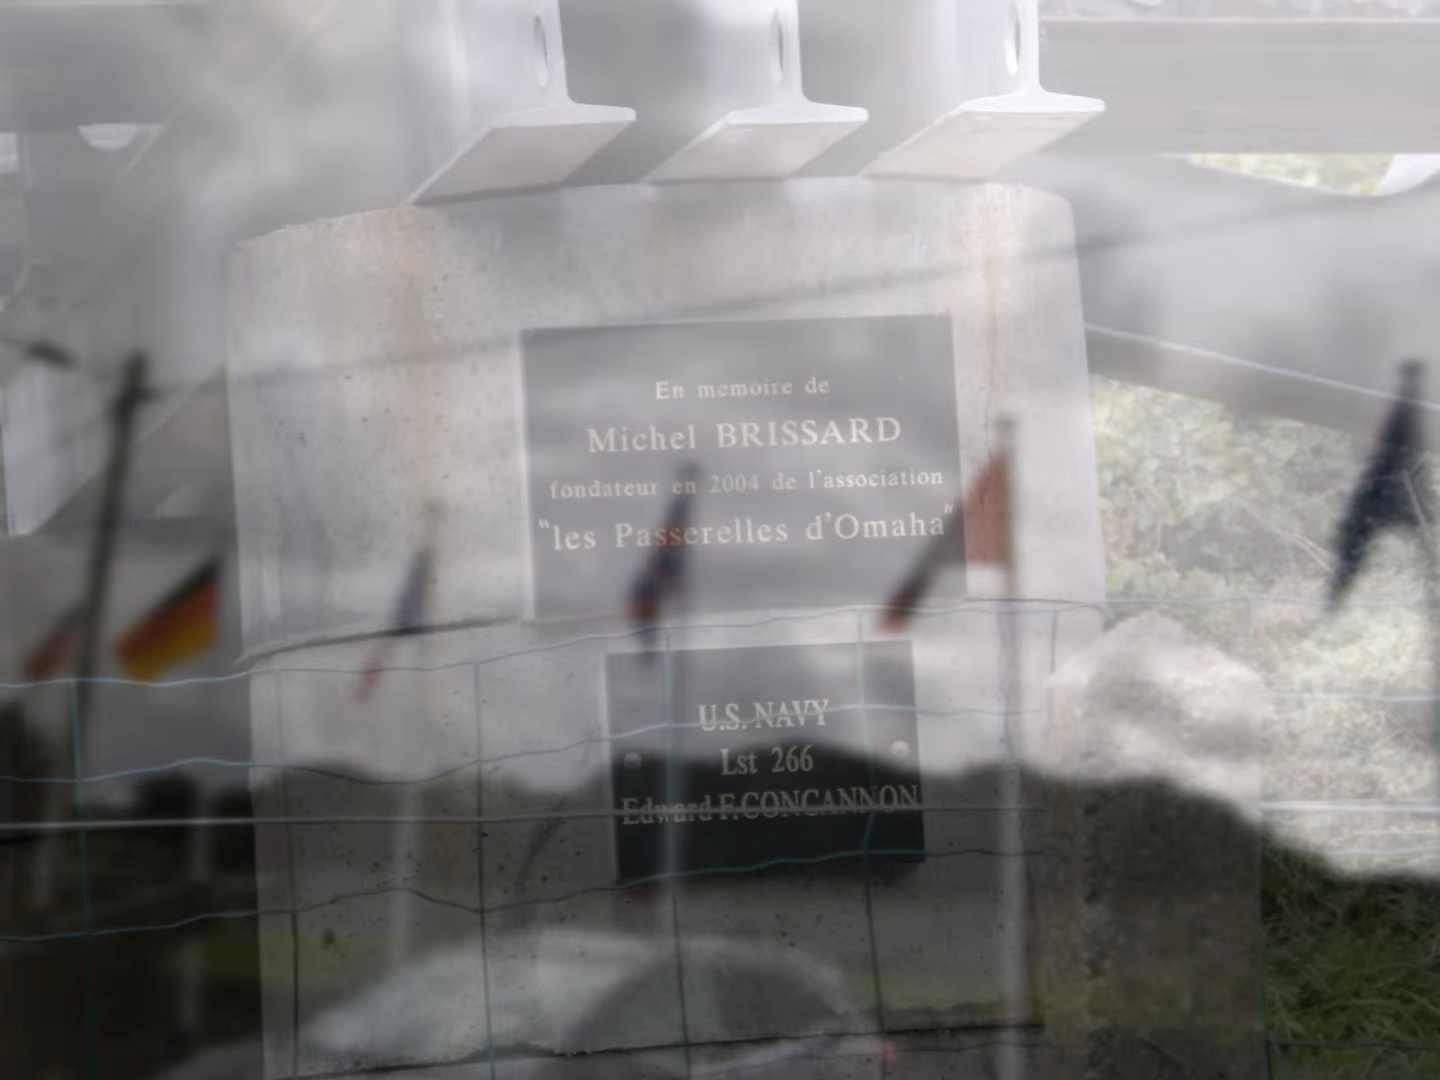 En memoire de
Michel BRISSARD
fondateur en 2004 de l'association
"les Passerelles d'Omaha"
U.S. NAVY
Lst 266
Edward F. CONCANNON